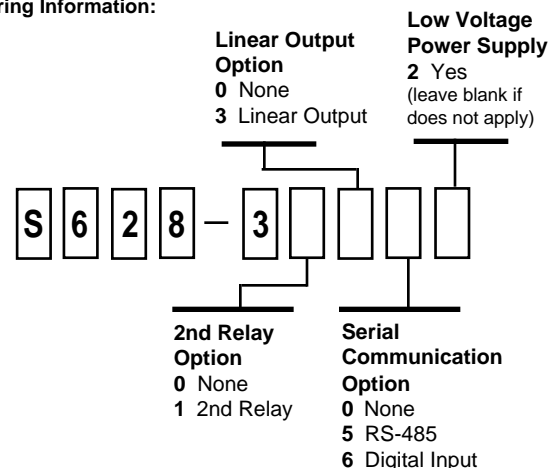 ring Information:
Low Voltage
Power Supply
2 Yes
(leave blank if
does not apply)
Linear Output
Option
0 None
3 Linear Output
S 6 2 8 – 3
2nd Relay
Option
0 None
1 2nd Relay
Serial
Communication
Option
0 None
5 RS-485
6 Digital Input